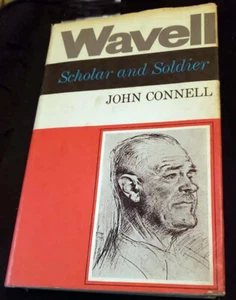 Wavell
Scholar and Soldier
JOHN CONNELL